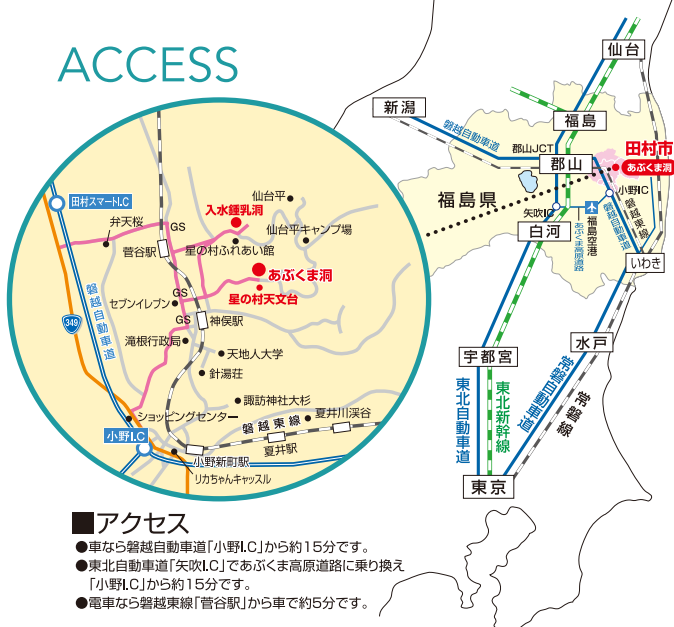 ACCESS
田村スマートI.C
弁天桜
GS
菅谷駅
仙台平
入水鍾乳洞
仙台平キャンプ場
星の村ふれあい館
あぶくま洞
星の村天文台
GS
セブンイレブン
GS
神俣駅
349
磐越自動車道
滝根行政局
天地人大学
針湯荘
諏訪神社大杉
ショッピングセンター
磐越東線
夏井川渓谷
夏井駅
小野I.C
小野新町駅
リカちゃんキャッスル
仙台
新潟
磐越自動車道
福島
郡山JCT
郡山
田村市
あぶくま洞
小野IC
福島県
矢吹IC
白河
あぶくま高原道路
福島空港
磐越自動車道
磐越東線
いわき
水戸
宇都宮
東北自動車道
東北新幹線
常磐自動車道
常磐線
東京
■アクセス
●車なら磐越自動車道「小野I.C」から約15分です。
●東北自動車道「矢吹I.C」であぶくま高原道路に乗り換え
「小野I.C」から約15分です。
●電車なら磐越東線「菅谷駅」から車で約5分です。